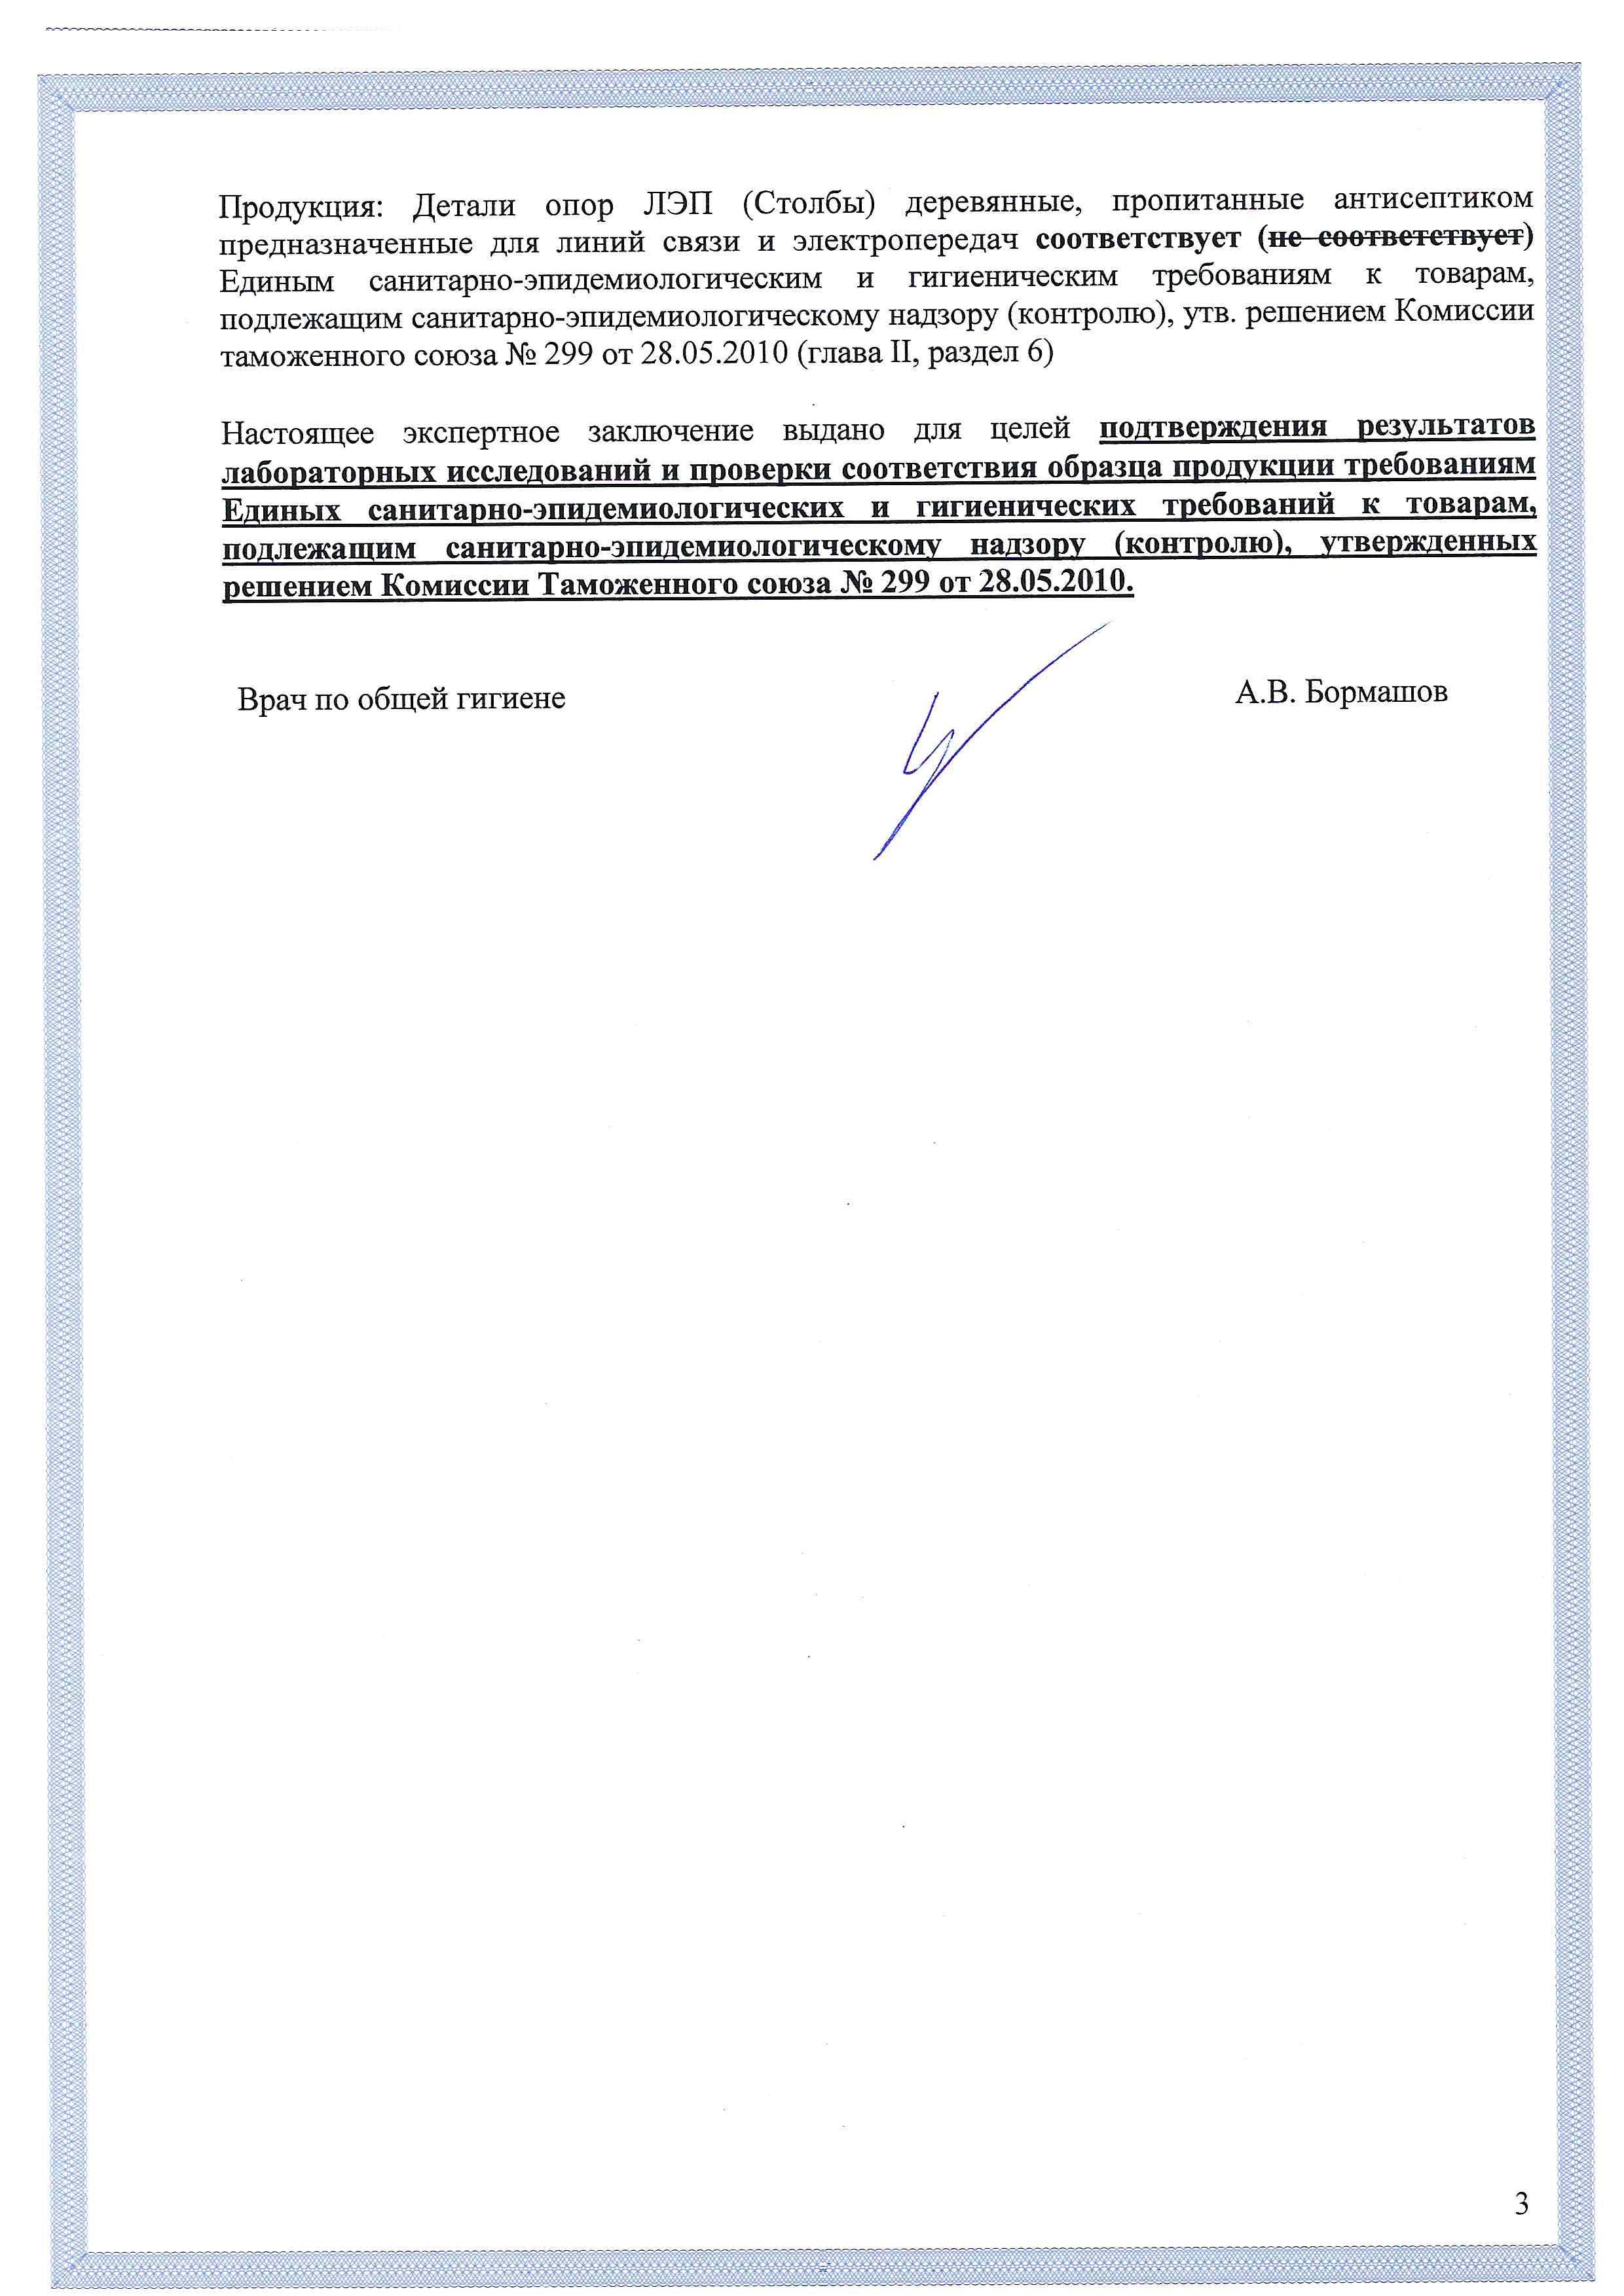 Продукция: Детали опор ЛЭП (Столбы) деревянные, пропитанные антисептиком
предназначенные для линий связи и электропередач соответствует (не соответствует)
Единым санитарно-эпидемиологическим и гигиеническим требованиям к товарам,
подлежащим санитарно-эпидемиологическому надзору (контролю), утв. решением Комиссии
таможенного союза № 299 от 28.05.2010 (глава II, раздел 6)
Настоящее экспертное заключение выдано для целей подтверждения результатов
лабораторных исследований и проверки соответствия образца продукции требованиям
Единых санитарно-эпидемиологических и гигиенических требований к товарам,
подлежащим санитарно-эпидемиологическому надзору (контролю), утвержденных
решением Комиссии Таможенного союза № 299 от 28.05.2010.
Врач по общей гигиене А.В. Бормашов
3